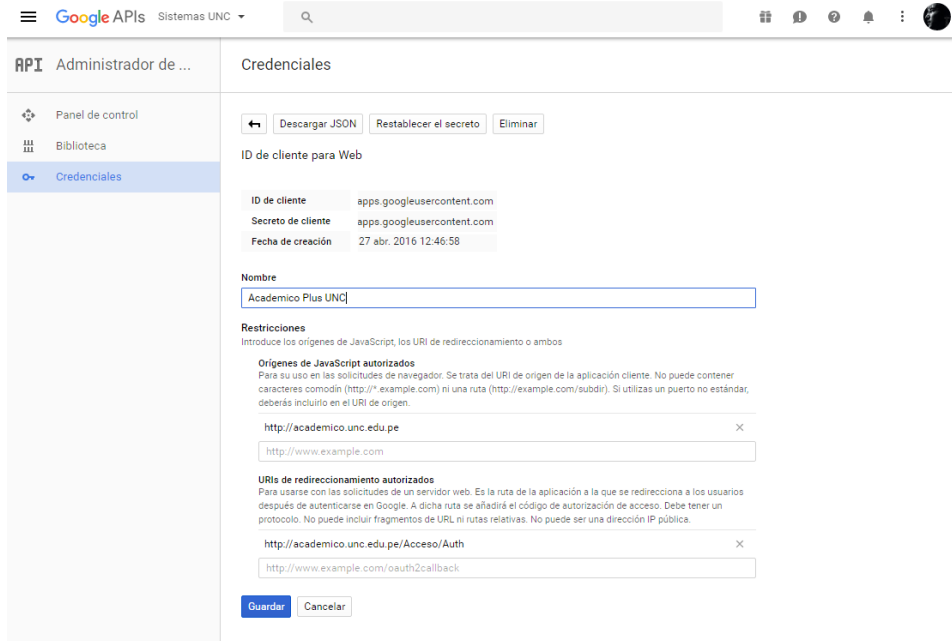 Google APIs Sistemas UNC
API Administrador de ...
Credenciales
Panel de control
Biblioteca
Credenciales
Descargar JSON Restablecer el secreto Eliminar
ID de cliente para Web
ID de cliente apps.googleusercontent.com
Secreto de cliente apps.googleusercontent.com
Fecha de creación 27 abr. 2016 12:46:58
Nombre
Academico Plus UNC
Restricciones
Introduce los orígenes de JavaScript, los URI de redireccionamiento o ambos
Orígenes de JavaScript autorizados
Para su uso en las solicitudes de navegador. Se trata del URI de origen de la aplicación cliente. No puede contener
caracteres comodín (http://*.example.com) ni una ruta (http://example.com/subdir). Si utilizas un puerto no estándar,
deberás incluirlo en el URI de origen.
http://academico.unc.edu.pe
http://www.example.com
URIs de redireccionamiento autorizados
Para usarse con las solicitudes de un servidor web. Es la ruta de la aplicación a la que se redirecciona a los usuarios
después de autenticarse en Google. A dicha ruta se añadirá el código de autorización de acceso. Debe tener un
protocolo. No puede incluir fragmentos de URL ni rutas relativas. No puede ser una dirección IP pública.
http://academico.unc.edu.pe/Acceso/Auth
http://www.example.com/oauth2callback
Guardar Cancelar